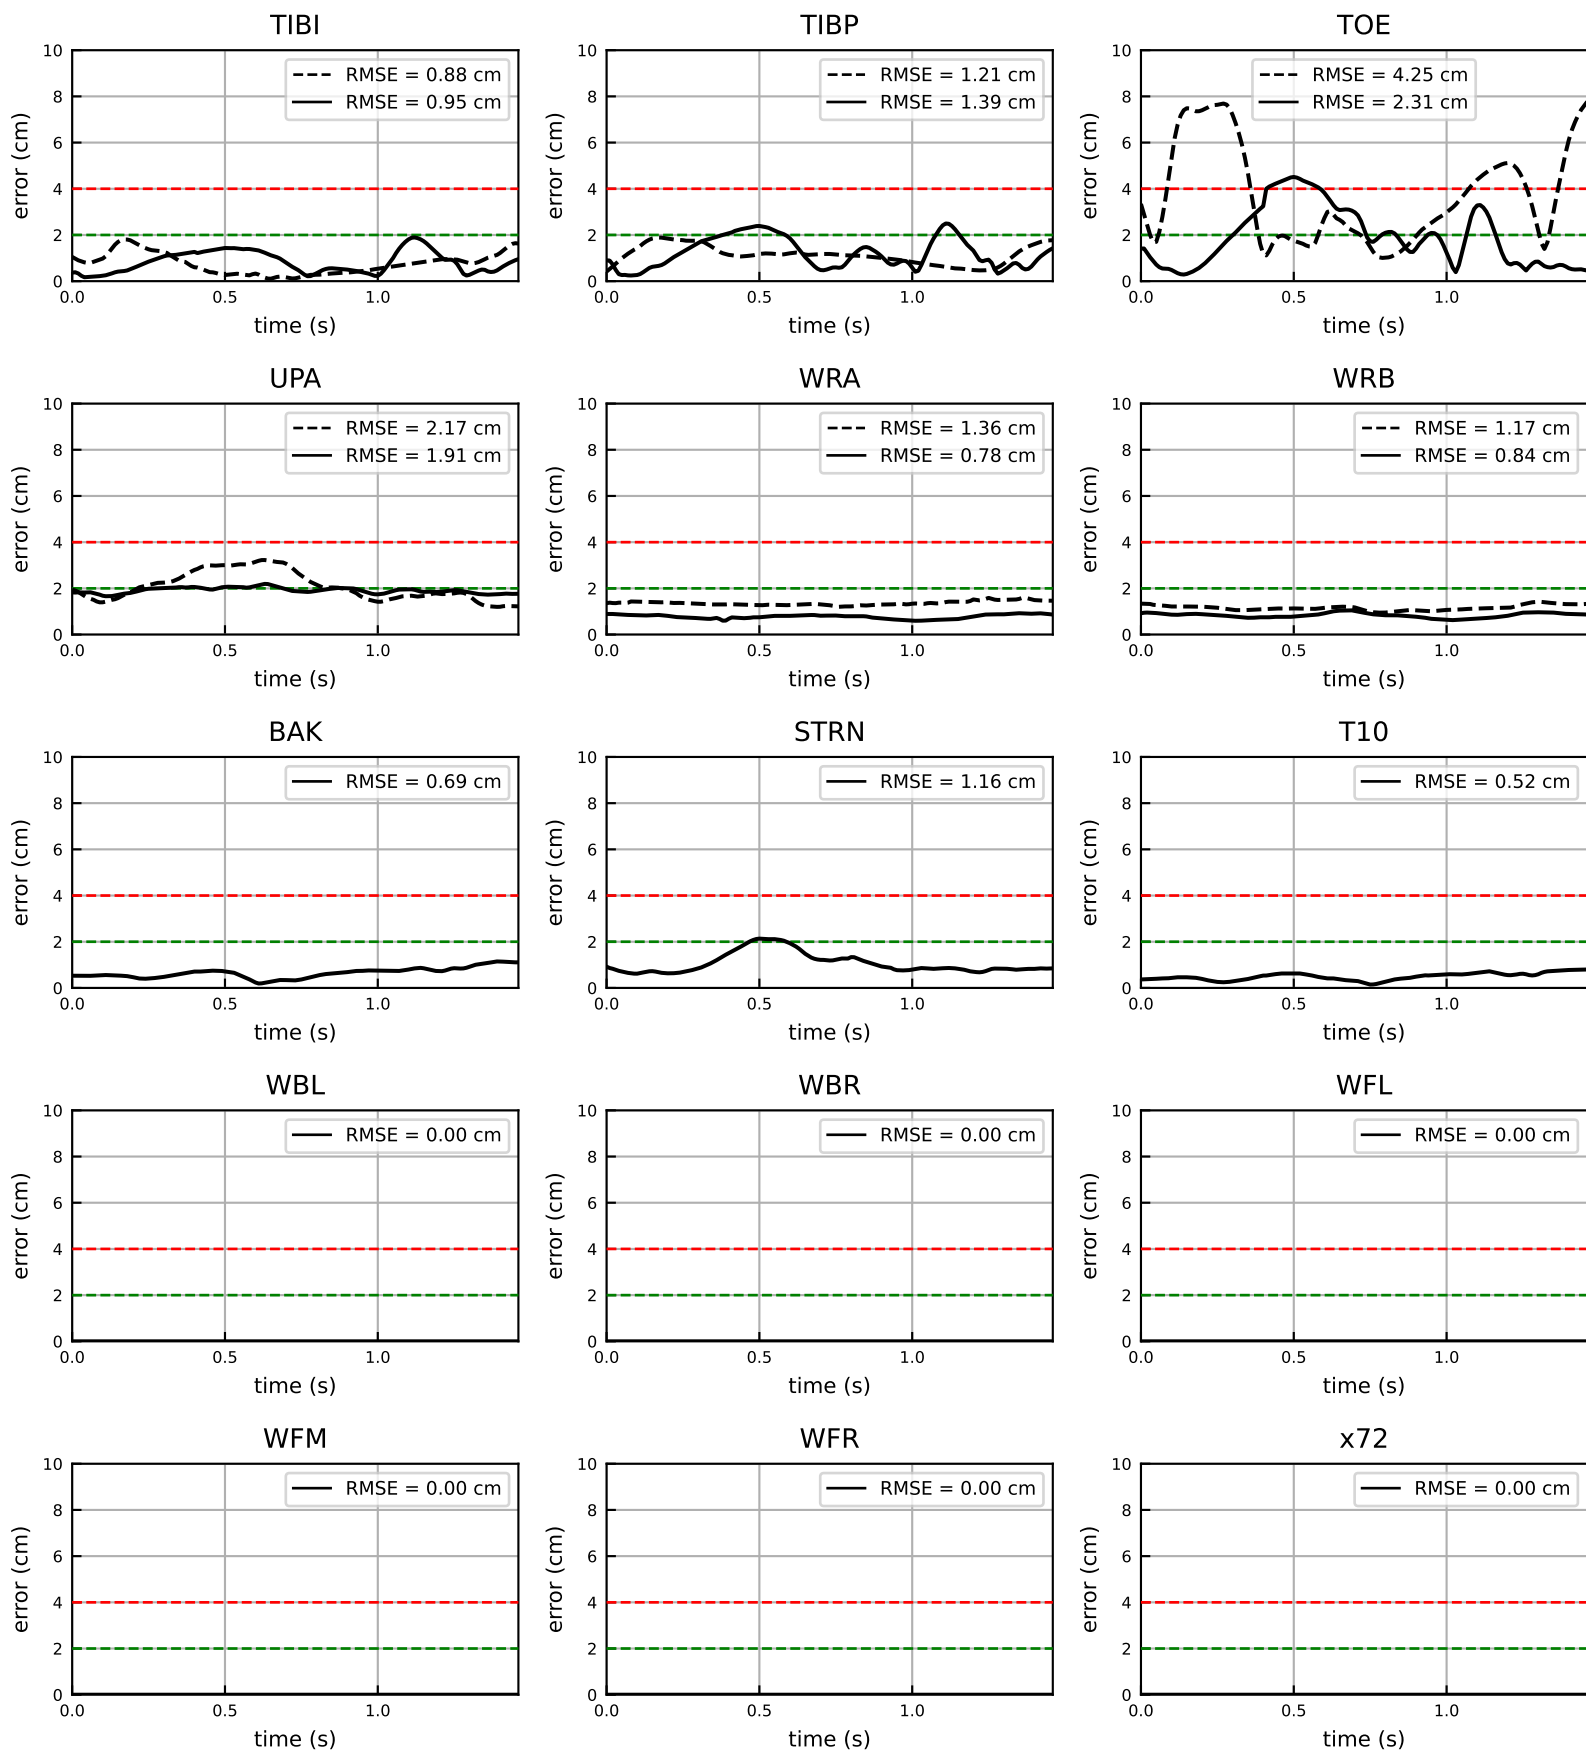 TIBI
TIBP
TOE
10
8
6
4
2
0
error (cm)
RMSE = 0.88 cm
RMSE = 0.95 cm
0.0
0.5
1.0
time (s)
10
8
6
4
2
0
error (cm)
RMSE = 1.21 cm
RMSE = 1.39 cm
0.0
0.5
1.0
time (s)
10
8
6
4
2
0
error (cm)
RMSE = 4.25 cm
RMSE = 2.31 cm
0.0
0.5
1.0
time (s)
UPA
WRA
WRB
10
8
6
4
2
0
error (cm)
RMSE = 2.17 cm
RMSE = 1.91 cm
0.0
0.5
1.0
time (s)
10
8
6
4
2
0
error (cm)
RMSE = 1.36 cm
RMSE = 0.78 cm
0.0
0.5
1.0
time (s)
10
8
6
4
2
0
error (cm)
RMSE = 1.17 cm
RMSE = 0.84 cm
0.0
0.5
1.0
time (s)
BAK
STRN
T10
10
8
6
4
2
0
error (cm)
RMSE = 0.69 cm
0.0
0.5
1.0
time (s)
10
8
6
4
2
0
error (cm)
RMSE = 1.16 cm
0.0
0.5
1.0
time (s)
10
8
6
4
2
0
error (cm)
RMSE = 0.52 cm
0.0
0.5
1.0
time (s)
WBL
WBR
WFL
10
8
6
4
2
0
error (cm)
RMSE = 0.00 cm
0.0
0.5
1.0
time (s)
10
8
6
4
2
0
error (cm)
RMSE = 0.00 cm
0.0
0.5
1.0
time (s)
10
8
6
4
2
0
error (cm)
RMSE = 0.00 cm
0.0
0.5
1.0
time (s)
WFM
WFR
x72
10
8
6
4
2
0
error (cm)
RMSE = 0.00 cm
0.0
0.5
1.0
time (s)
10
8
6
4
2
0
error (cm)
RMSE = 0.00 cm
0.0
0.5
1.0
time (s)
10
8
6
4
2
0
error (cm)
RMSE = 0.00 cm
0.0
0.5
1.0
time (s)